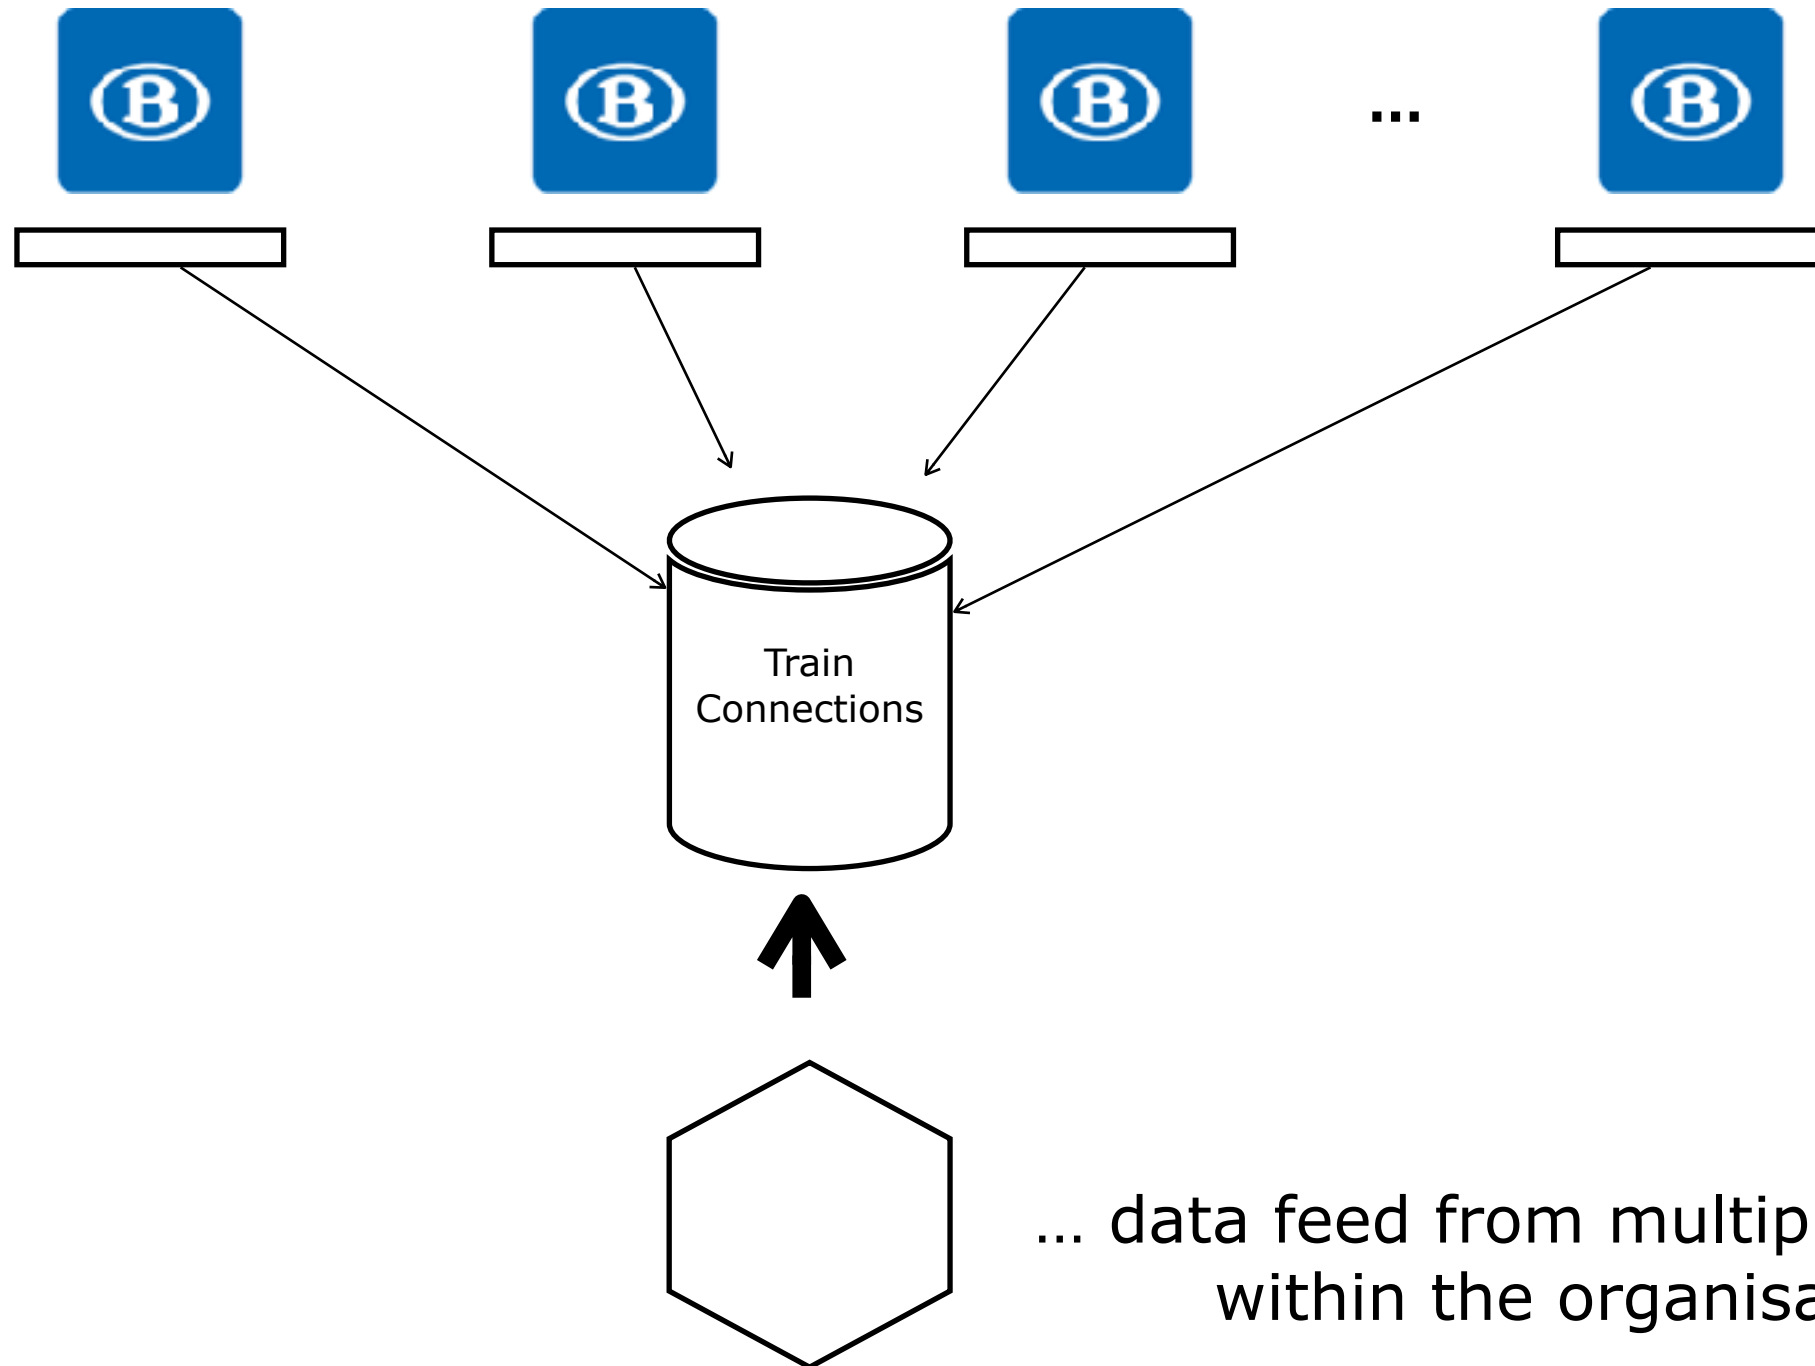 B B B ... B
Train
Connections
... data feed from multip
within the organisa